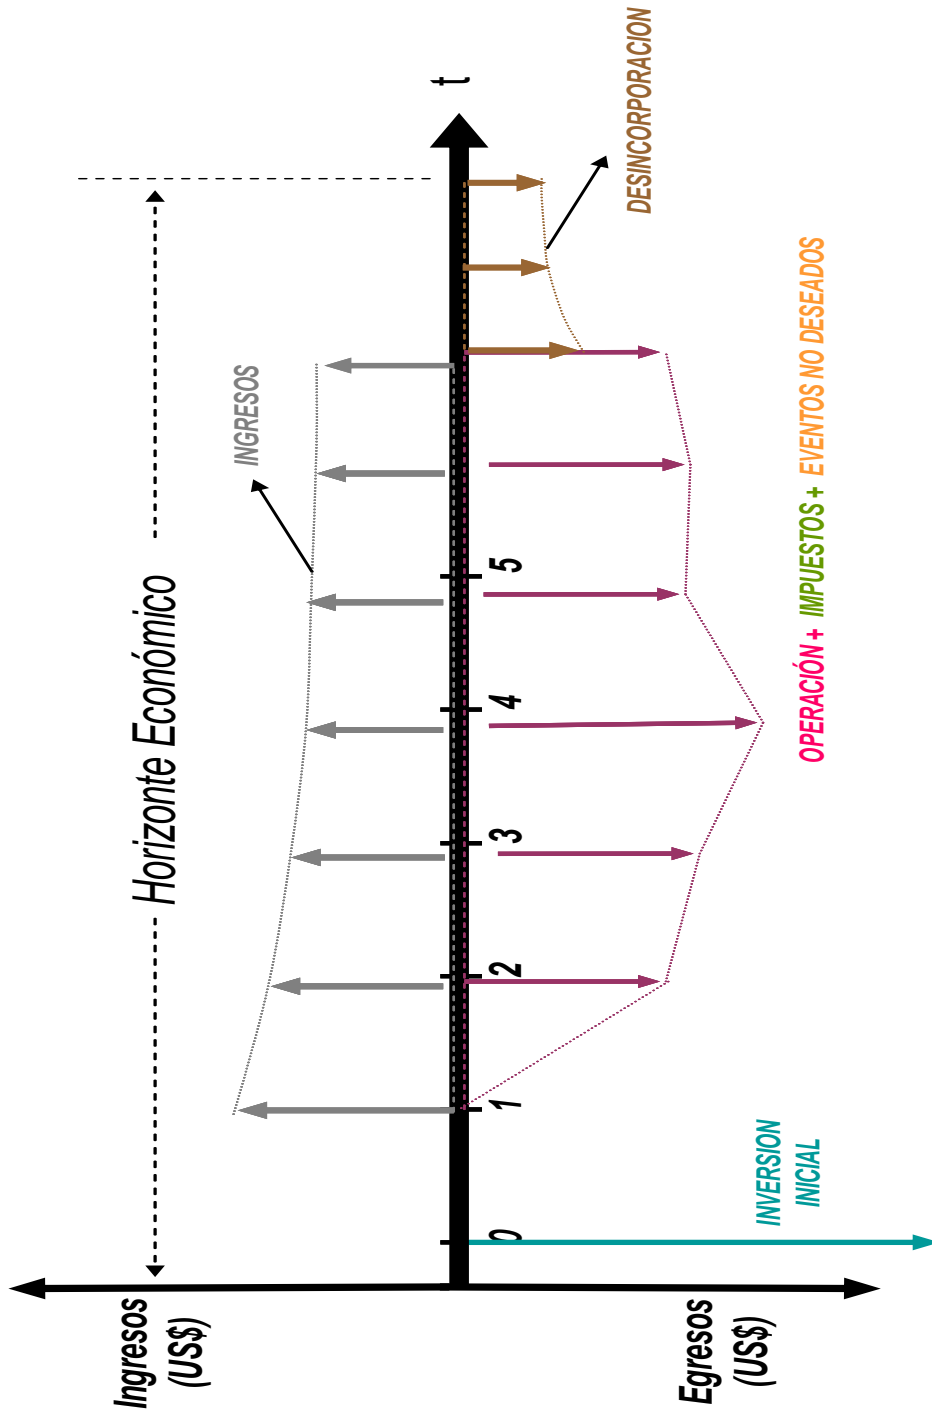 Ingresos
(US$)
Horizonte Económico
INGRESOS
t
0
1
2
3
4
5
DESINCORPORACION
INVERSION
INICIAL
OPERACIÓN + IMPUESTOS + EVENTOS NO DESEADOS
Egresos
(US$)